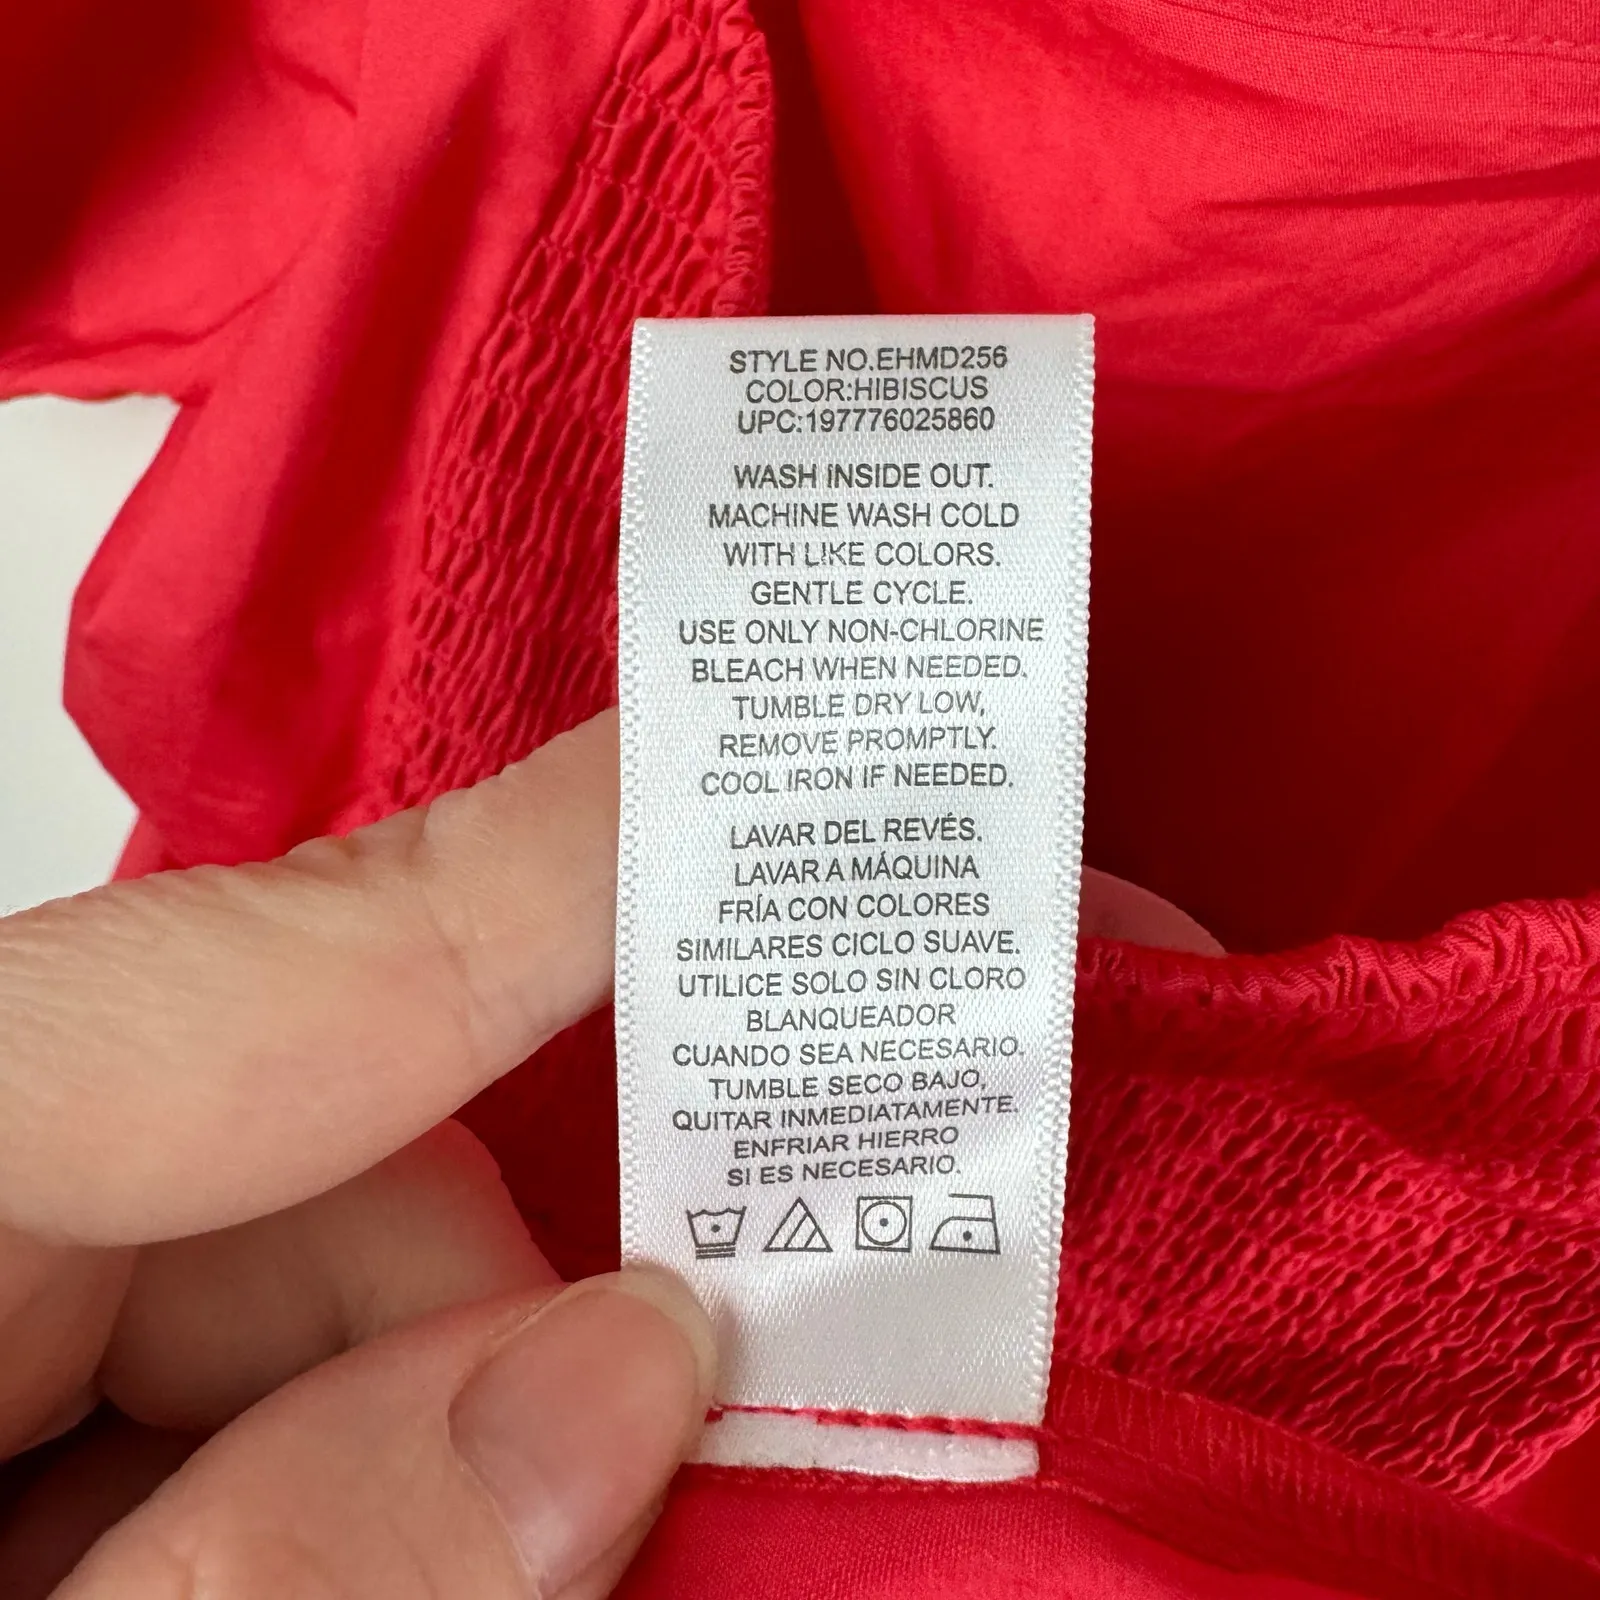 STYLE NO.EHMD256
COLOR:HIBISCUS
UPC:197776025860
WASH INSIDE OUT.
MACHINE WASH COLD
WITH LIKE COLORS.
GENTLE CYCLE.
USE ONLY NON-CHLORINE
BLEACH WHEN NEEDED.
TUMBLE DRY LOW,
REMOVE PROMPTLY.
COOL IRON IF NEEDED.
LAVAR DEL REVÉS.
LAVAR A MÁQUINA
FRÍA CON COLORES
SIMILARES CICLO SUAVE.
UTILICE SOLO SIN CLORO
BLANQUEADOR
CUANDO SEA NECESARIO.
TUMBLE SECO BAJO,
QUITAR INMEDIATAMENTE.
ENFRIAR HIERRO
SI ES NECESARIO.